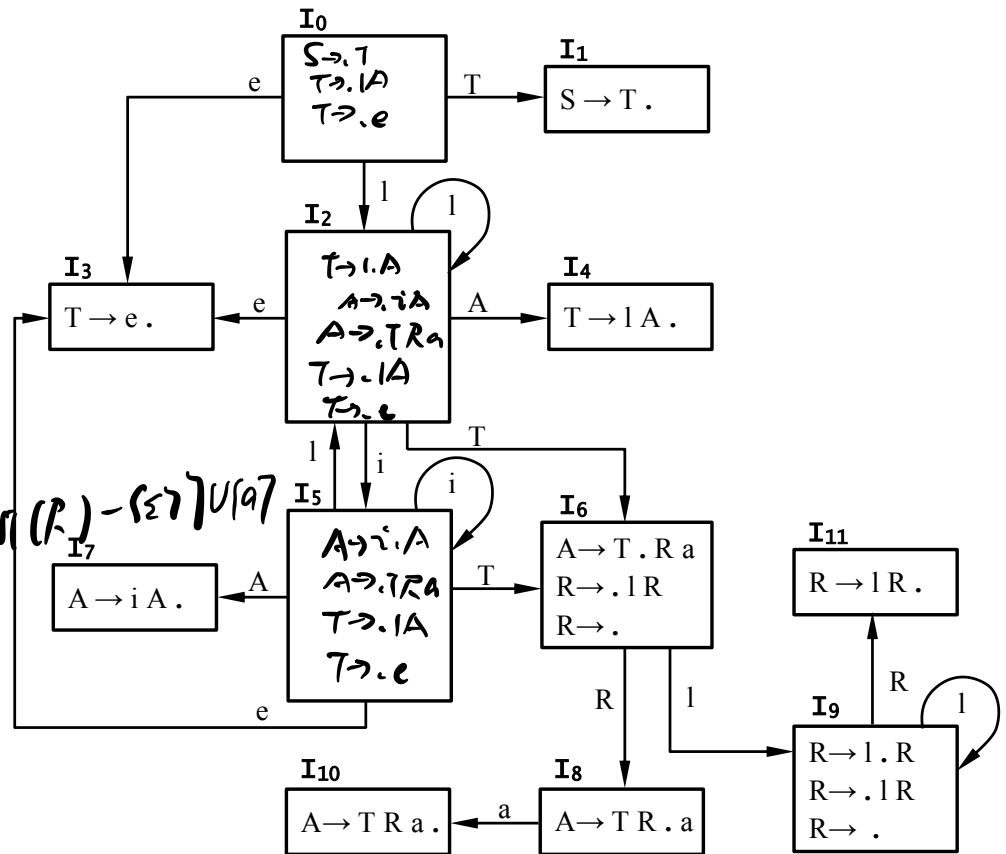 I₀
S→.T
T→.lA
T→.e
e
T
I₁
S → T .
l
I₂
l
T→l.A
A→.iA
A→.TRa
T→.lA
T→.e
I₃
T → e .
e
A
I₄
T → l A .
l
i
T
(R) - {ε}}∪{a}
I₅
i
A→i.A
A→.TRa
T→.lA
T→.e
I₇
A → i A .
A
T
I₆
A → T . R a
R → . l R
R → .
I₁₁
R → l R .
e
R
l
R
I₉
l
R → l . R
R → . l R
R → .
I₁₀
A → T R a .
a
I₈
A → T R . a